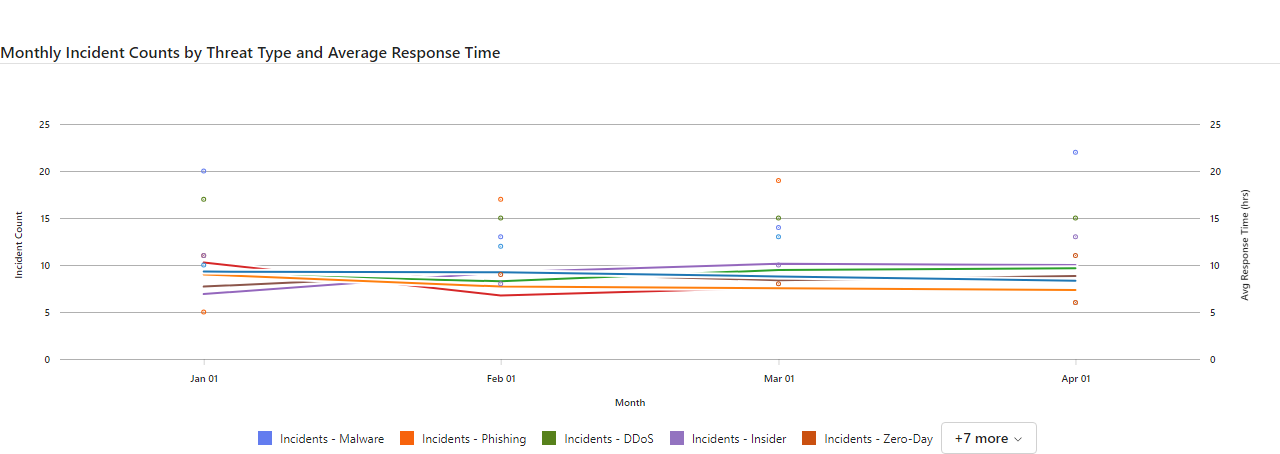 Monthly Incident Counts by Threat Type and Average Response Time
25
20
15
10
5
0
Incident Count
25
20
15
10
5
0
Avg Response Time (hrs)
Jan 01
Feb 01
Mar 01
Apr 01
Month
Incidents - Malware
Incidents - Phishing
Incidents - DDoS
Incidents - Insider
Incidents - Zero-Day
+7 more